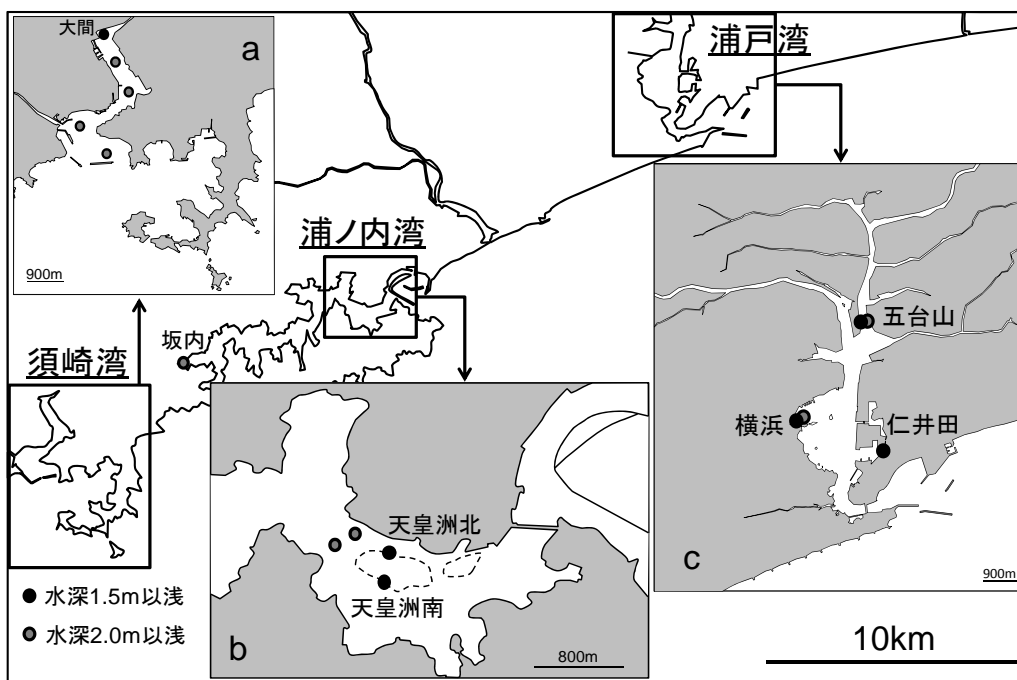 大間
a
900m
浦戸湾
浦ノ内湾
坂内
須崎湾
五台山
横浜
仁井田
c
900m
天皇洲北
天皇洲南
b
800m
水深1.5m以浅
水深2.0m以浅
10km